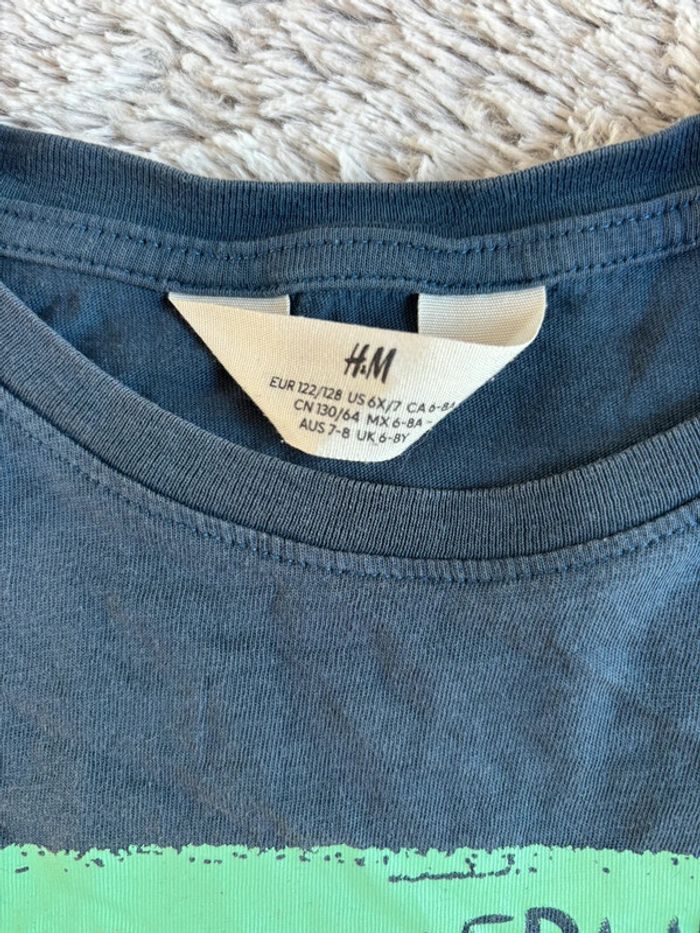 H&M
EUR 122/128 US 6X/7 CA 6-8A
CN 130/64 MX 6-8A -
AUS 7-8 UK 6-8Y